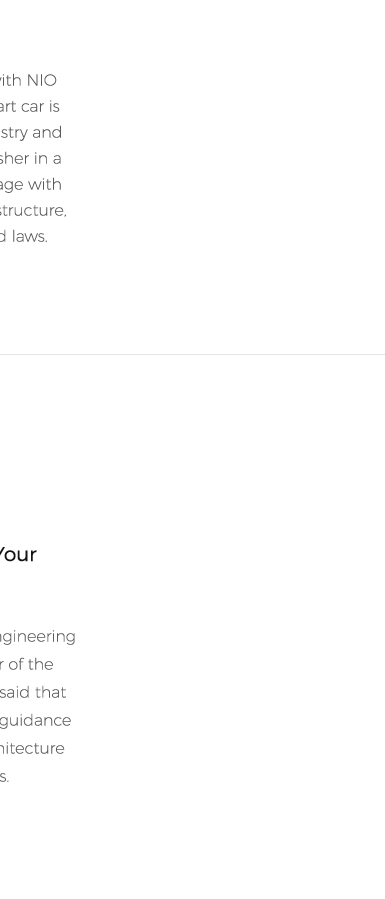 with NIO
art car is
stry and
sher in a
age with
structure,
d laws.
Your
ngineering
r of the
said that
guidance
hitecture
s.